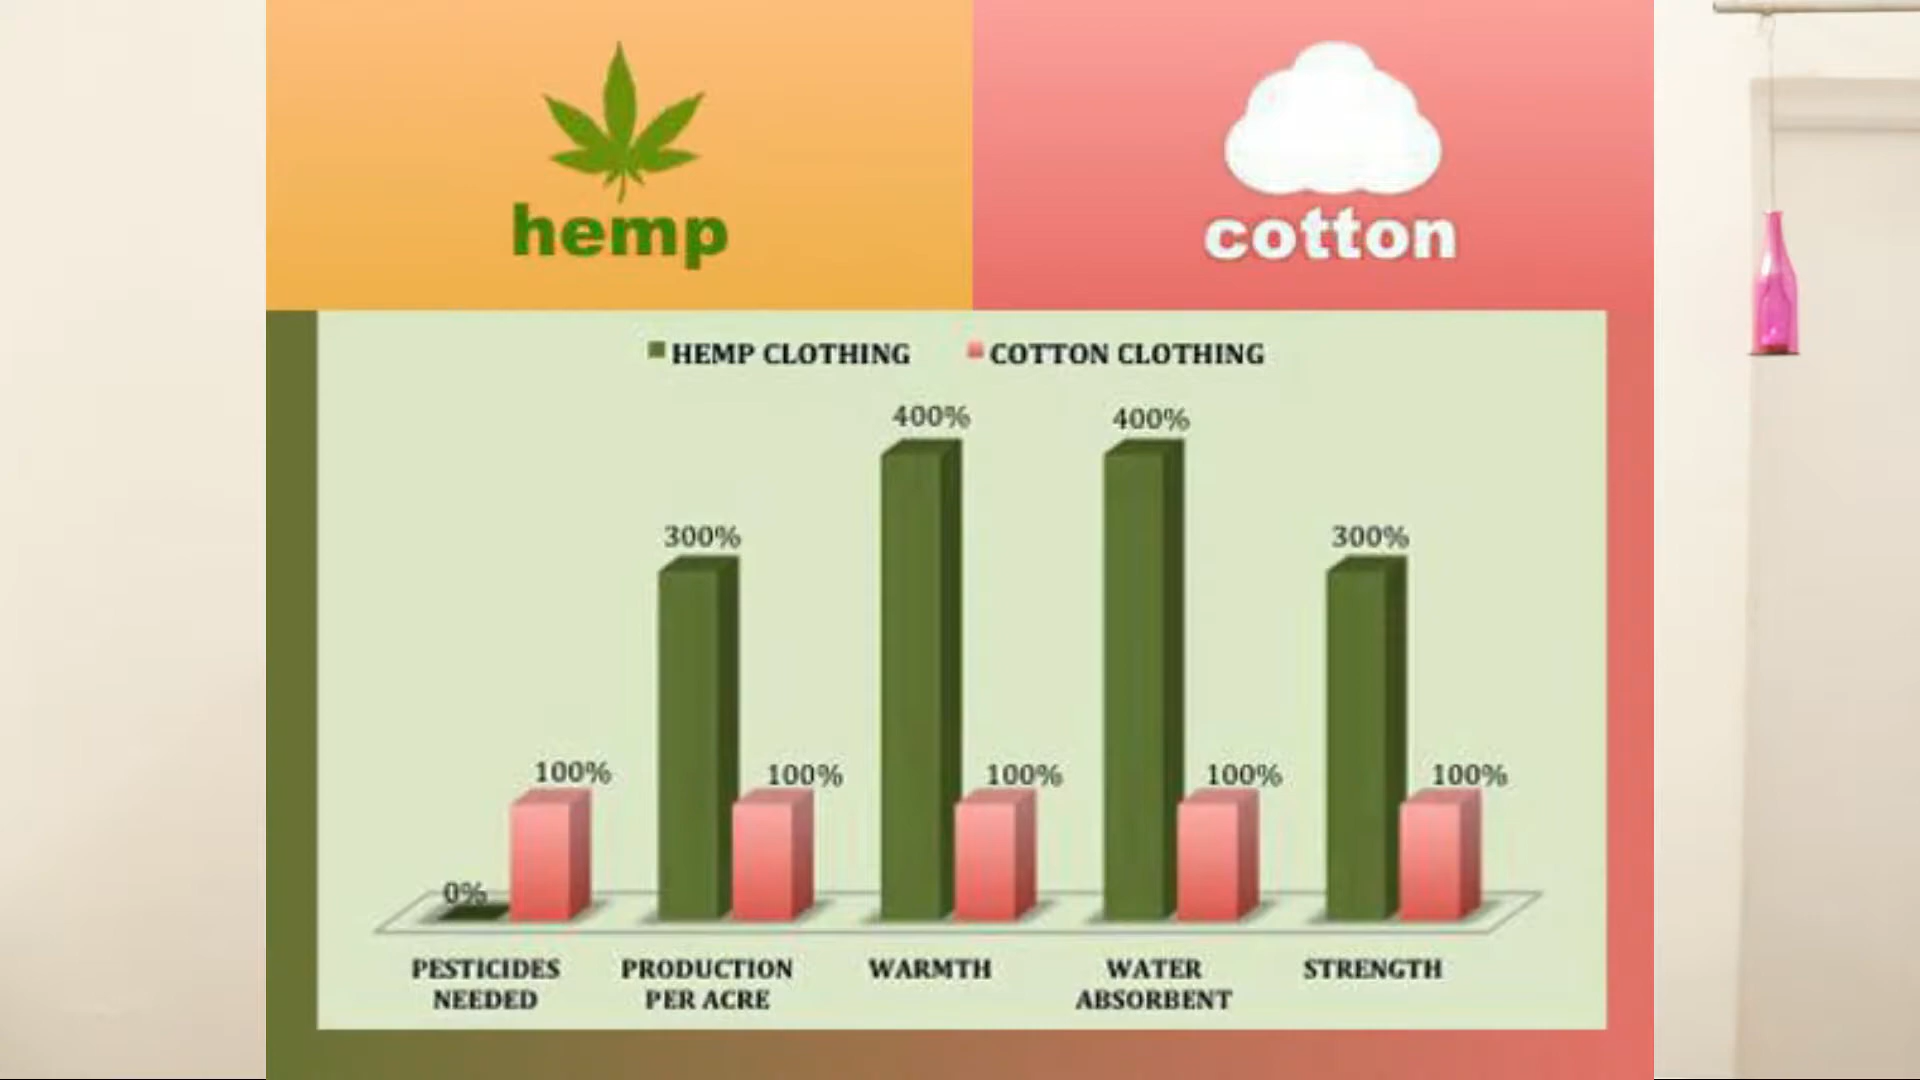 hemp
cotton
HEMP CLOTHING
COTTON CLOTHING
400%
400%
300%
300%
100%
100%
100%
100%
100%
0%
PESTICIDES
NEEDED
PRODUCTION
PER ACRE
WARMTH
WATER
ABSORBENT
STRENGTH